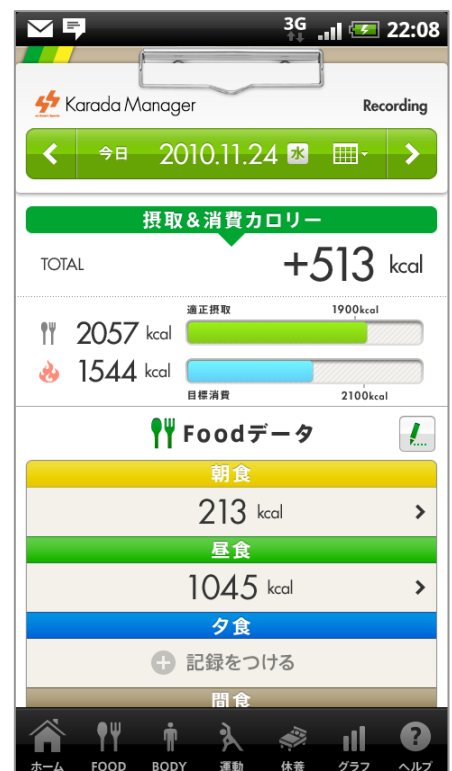 3G 22:08
Karada Manager Recording
今日 2010.11.24 水
摂取&消費カロリー
TOTAL +513 kcal
適正摂取 1900kcal
2057 kcal
1544 kcal
目標消費 2100kcal
Foodデータ
朝食
213 kcal
昼食
1045 kcal
夕食
記録をつける
間食
ホーム FOOD BODY 運動 休養 グラフ ヘルプ